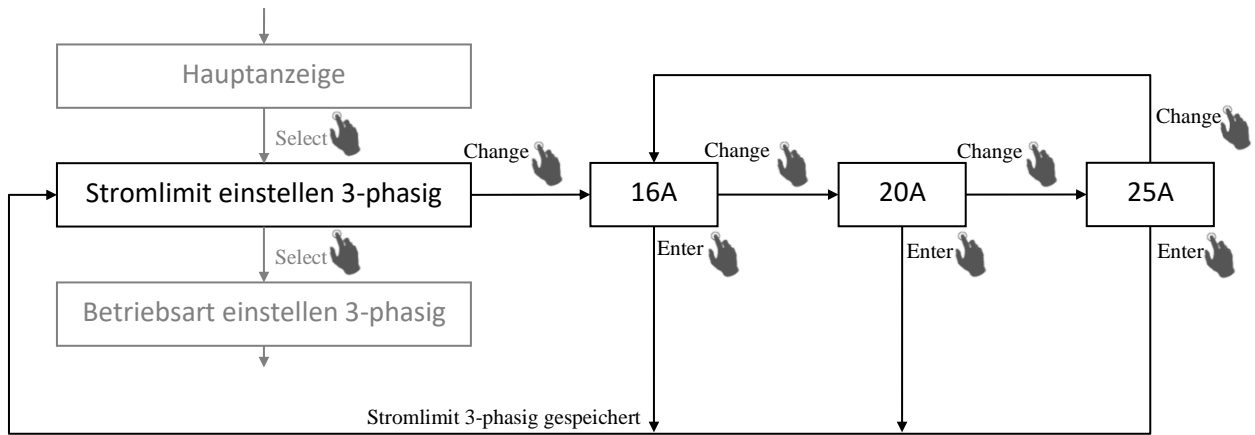 Hauptanzeige
Select
Change
Stromlimit einstellen 3-phasig
16A
Change
20A
Change
25A
Change
Enter
Enter
Enter
Select
Betriebsart einstellen 3-phasig
Stromlimit 3-phasig gespeichert